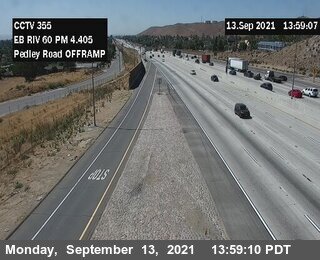 CCTV 355
EB RIV 60 PM 4.405
Pedley Road OFFRAMP
13.Sep 2021 13:59:07
STOP
Monday, September 13, 2021 13:59:10 PDT